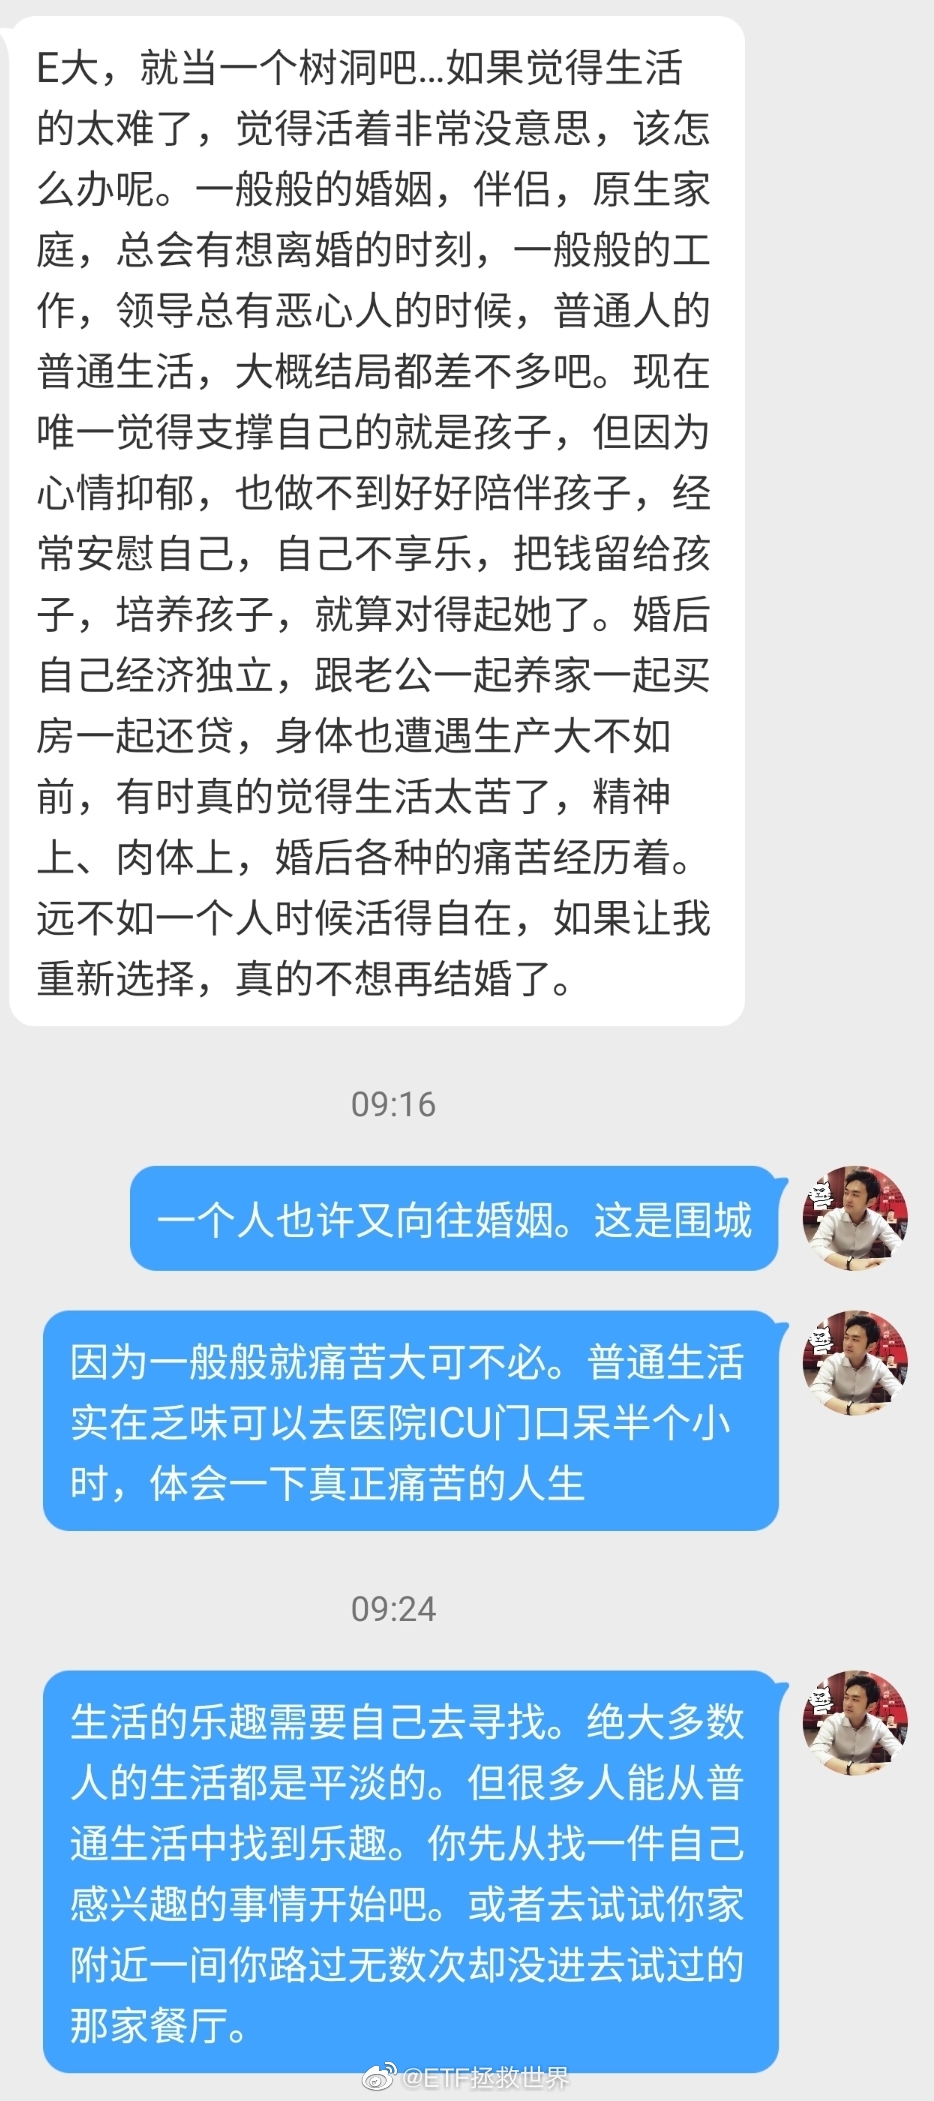 E大，就当一个树洞吧...如果觉得生活
的太难了，觉得活着非常没意思，该怎
么办呢。一般般的婚姻，伴侣，原生家
庭，总会有想离婚的时刻，一般般的工
作，领导总有恶心人的时候，普通人的
普通生活，大概结局都差不多吧。现在
唯一觉得支撑自己的就是孩子，但因为
心情抑郁，也做不到好好陪伴孩子，经
常安慰自己，自己不享乐，把钱留给孩
子，培养孩子，就算对得起她了。婚后
自己经济独立，跟老公一起养家一起买
房一起还贷，身体也遭遇生产大不如
前，有时真的觉得生活太苦了，精神
上、肉体上，婚后各种的痛苦经历着。
远不如一个人时候活得自在，如果让我
重新选择，真的不想再结婚了。
09:16
一个人也许又向往婚姻。这是围城
因为一般般就痛苦大可不必。普通生活
实在乏味可以去医院ICU门口呆半个小
时，体会一下真正痛苦的人生
09:24
生活的乐趣需要自己去寻找。绝大多数
人的生活都是平淡的。但很多人能从普
通生活中找到乐趣。你先从找一件自己
感兴趣的事情开始吧。或者去试试你家
附近一间你路过无数次却没进去试过的
那家餐厅。
@ETF拯救世界